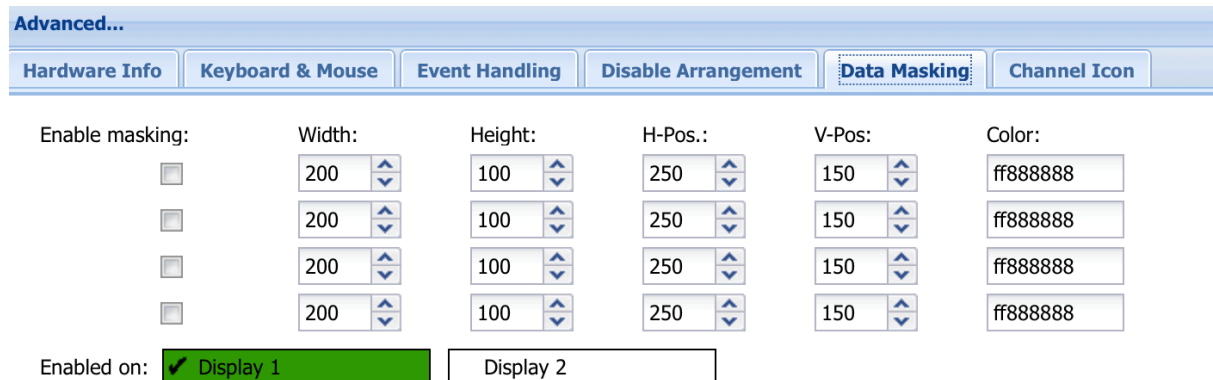 Advanced...
Hardware Info Keyboard & Mouse Event Handling Disable Arrangement Data Masking Channel Icon
Enable masking: Width: Height: H-Pos.: V-Pos: Color:
200 100 250 150 ff888888
200 100 250 150 ff888888
200 100 250 150 ff888888
200 100 250 150 ff888888
Enabled on: ✔ Display 1 Display 2